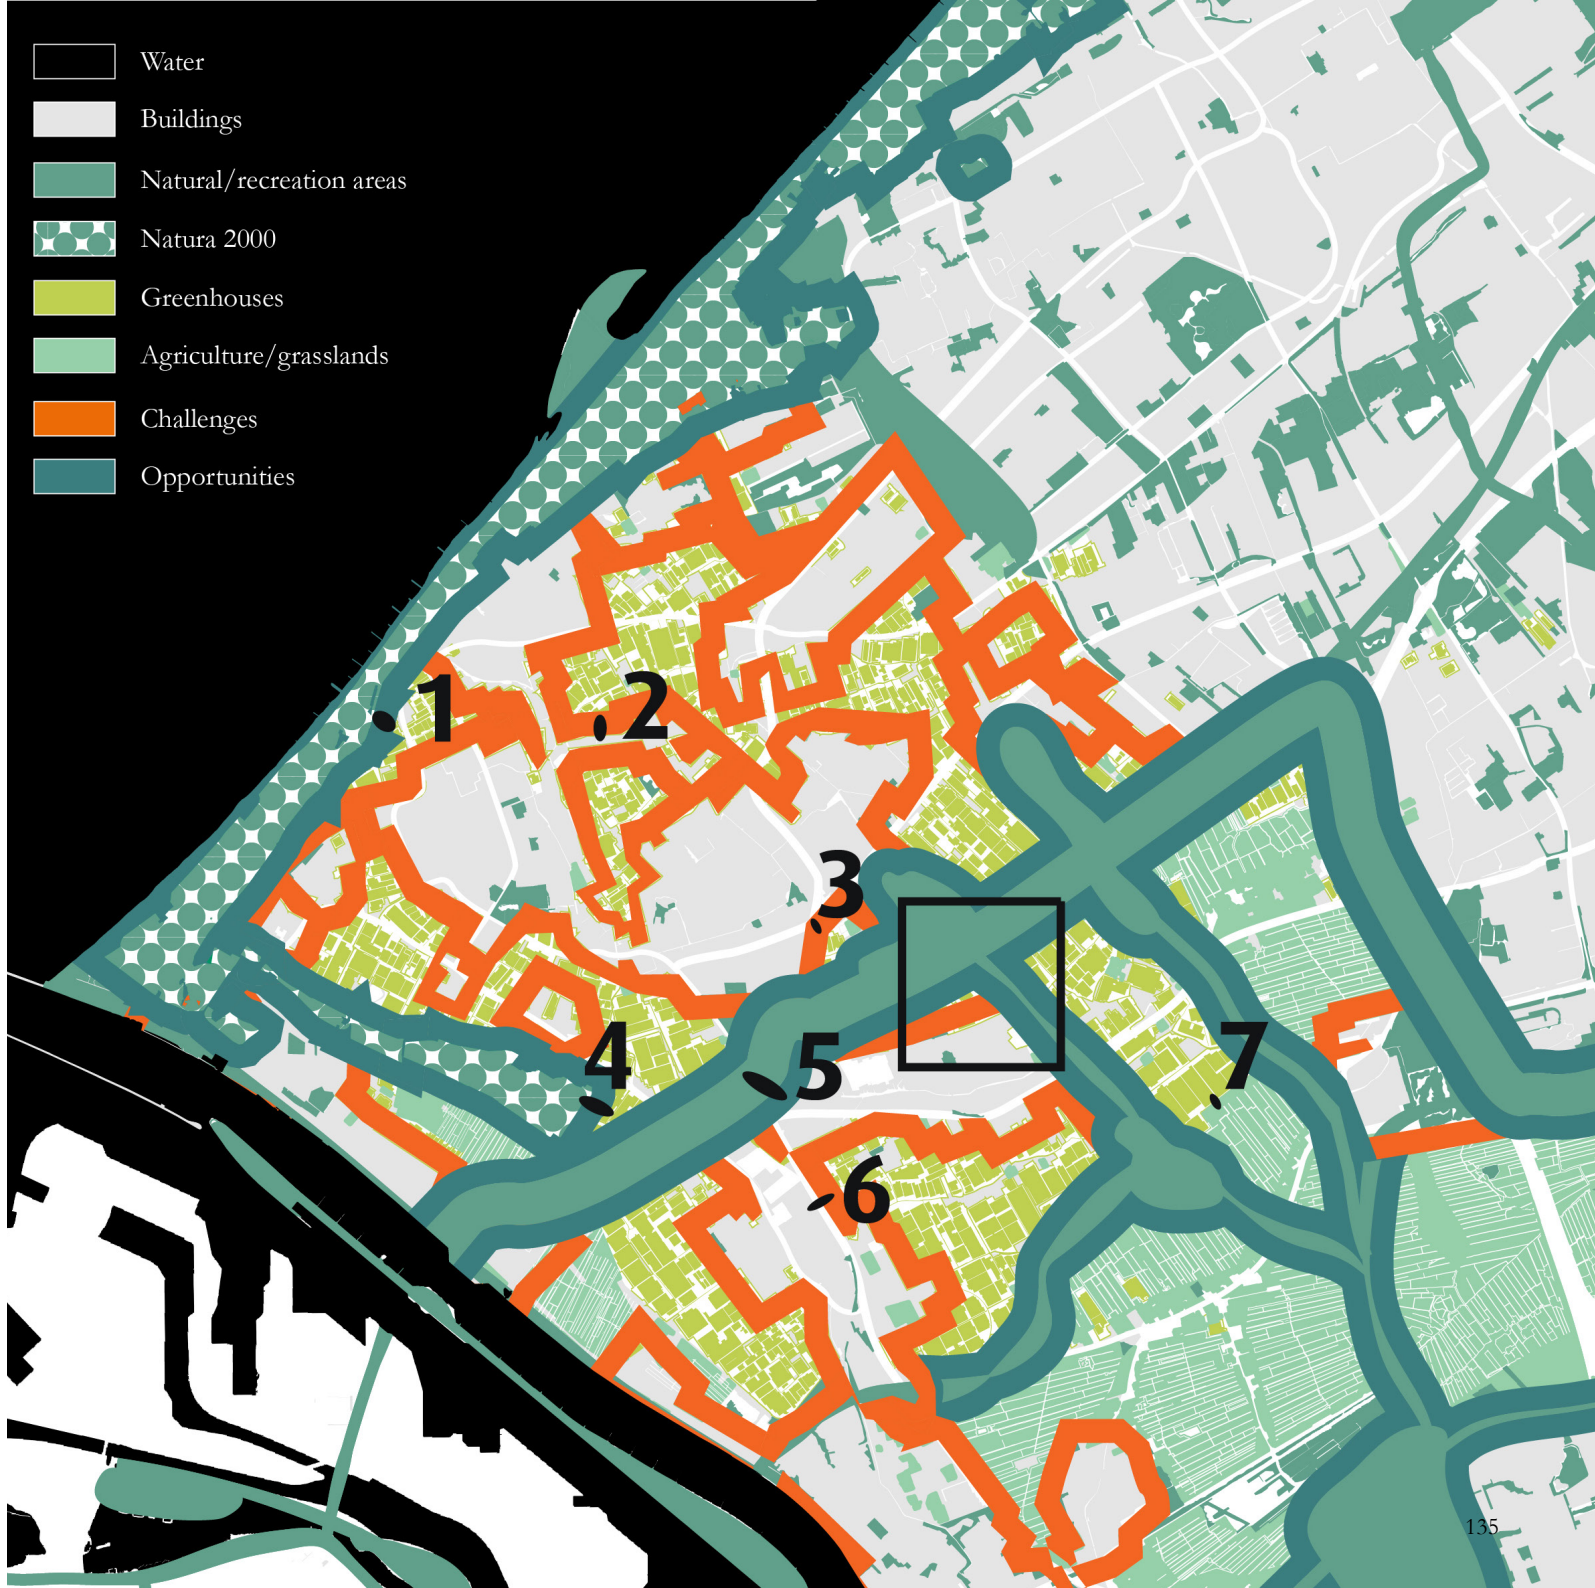 Water
Buildings
Natural/recreation areas
Natura 2000
Greenhouses
Agriculture/grasslands
Challenges
Opportunities
1
2
3
4
5
7
6
135